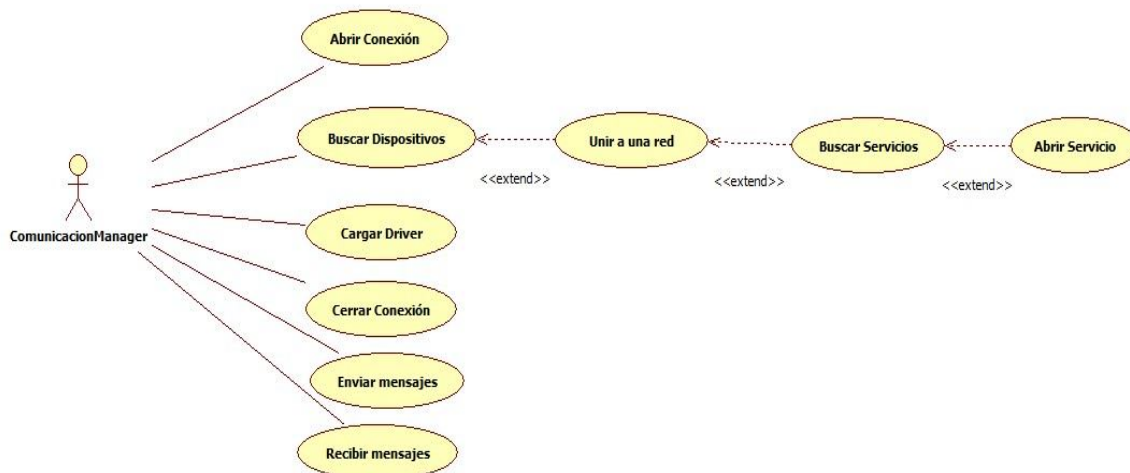 Abrir Conexión
Buscar Dispositivos
Unir a una red
Buscar Servicios
Abrir Servicio
<<extend>>
<<extend>>
<<extend>>
ComunicacionManager
Cargar Driver
Cerrar Conexión
Enviar mensajes
Recibir mensajes